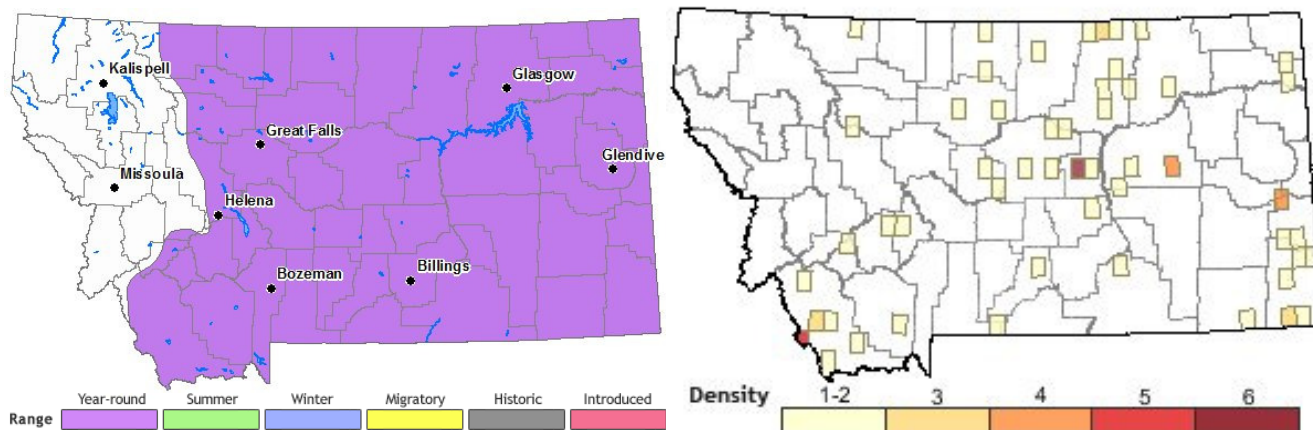 Kalispell
Glasgow
Great Falls
Glendive
Missoula
Helena
Bozeman
Billings
Year-round Summer Winter Migratory Historic Introduced
Range
Density 1-2 3 4 5 6